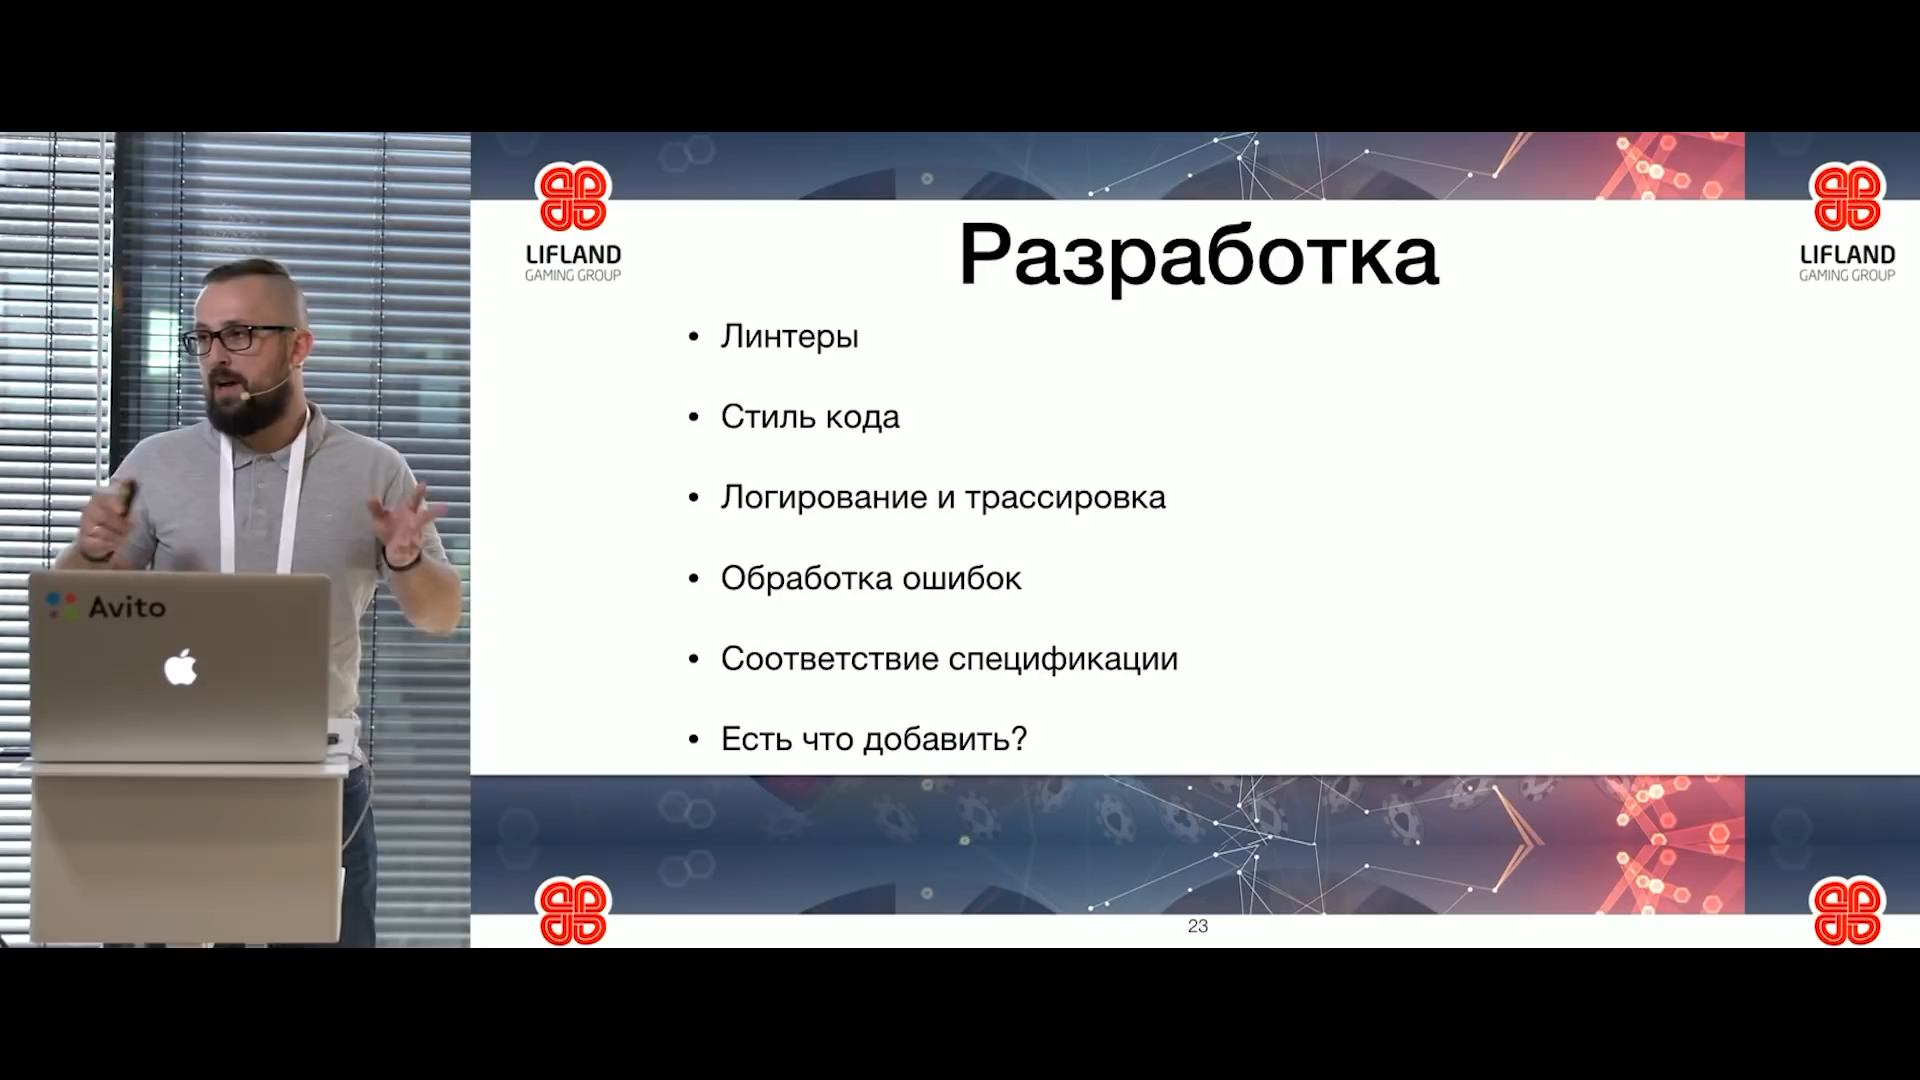 LIFLAND
GAMING GROUP
LIFLAND
GAMING GROUP
Разработка
• Линтеры
• Стиль кода
• Логирование и трассировка
• Обработка ошибок
• Соответствие спецификации
• Есть что добавить?
23
Avito